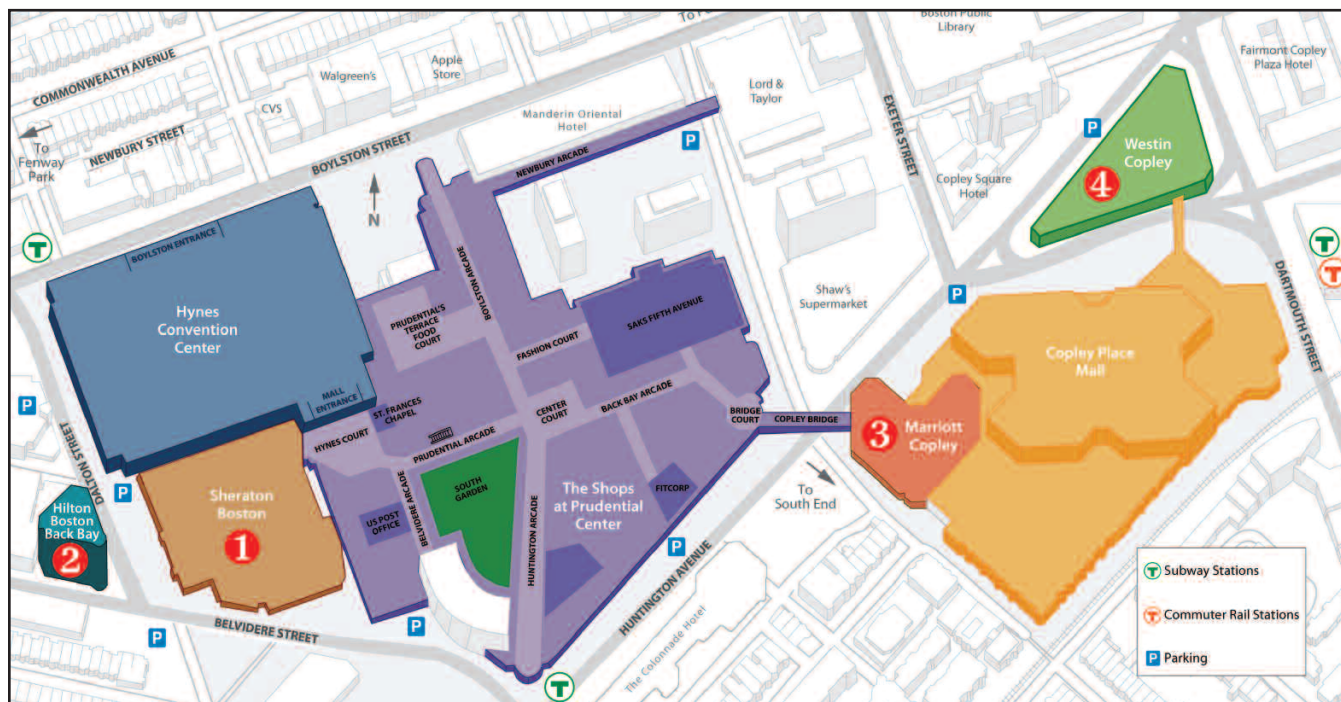 To F
Boston Public
Library
Fairmont Copley
Plaza Hotel
COMMONWEALTH AVENUE
Walgreen's
Apple
Store
Lord &
Taylor
EXETER STREET
CVS
Manderin Oriental
Hotel
P
P
Westin
Copley
4
NEWBURY STREET
To
Fenway
Park
BOYLSTON STREET
NEWBURY ARCADE
Copley Square
Hotel
N
T
BOYLSTON ENTRANCE
T
T
Hynes
Convention
Center
BOYLSTON ARCADE
PRUDENTIAL'S
TERRACE
FOOD
COURT
FASHION COURT
SAKS FIFTH AVENUE
Shaw's
Supermarket
P
DARTMOUTH STREET
Copley Place
Mall
MALL
ENTRANCE
ST. FRANCES
CHAPEL
CENTER
COURT
BACK BAY ARCADE
BRIDGE
COURT
COPLEY BRIDGE
3
Marriott
Copley
P
HYNES COURT
PRUDENTIAL ARCADE
DALTON STREET
P
Sheraton
Boston
1
BELVIDERE ARCADE
SOUTH
GARDEN
The Shops
at Prudential
Center
FITCORP
To
South End
Hilton
Boston
Back Bay
2
US POST
OFFICE
HUNTINGTON ARCADE
P
HUNTINGTON AVENUE
BELVIDERE STREET
P
P
The Colonnade Hotel
T
T Subway Stations
T Commuter Rail Stations
P Parking